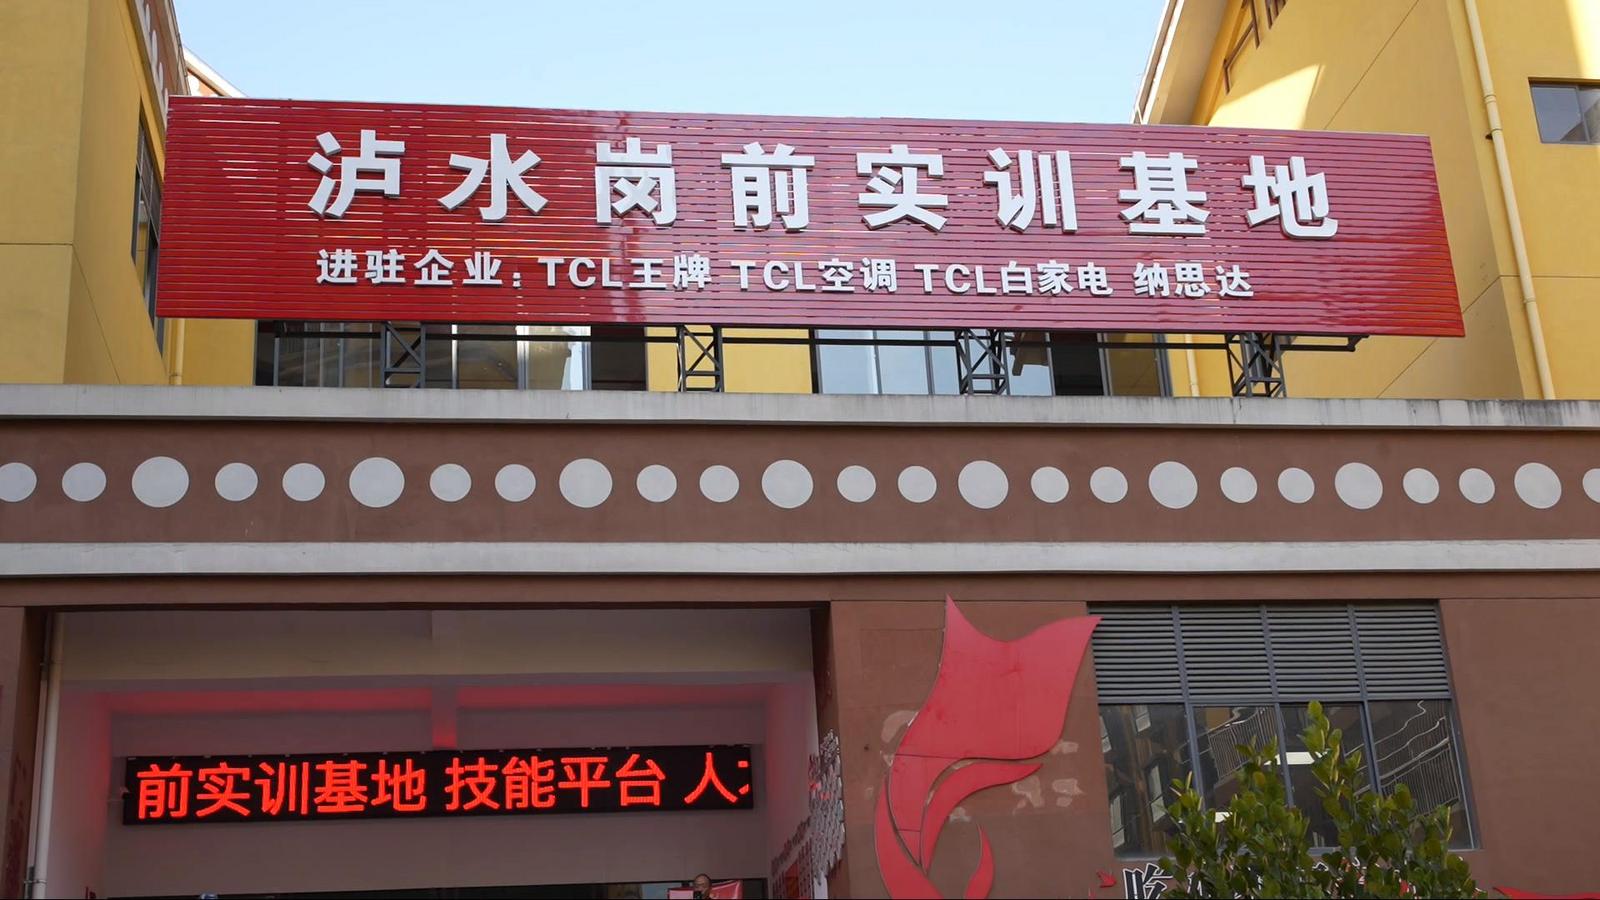 泸水岗前实训基地
进驻企业：TCL王牌 TCL空调 TCL白家电 纳思达
前实训基地 技能平台 人